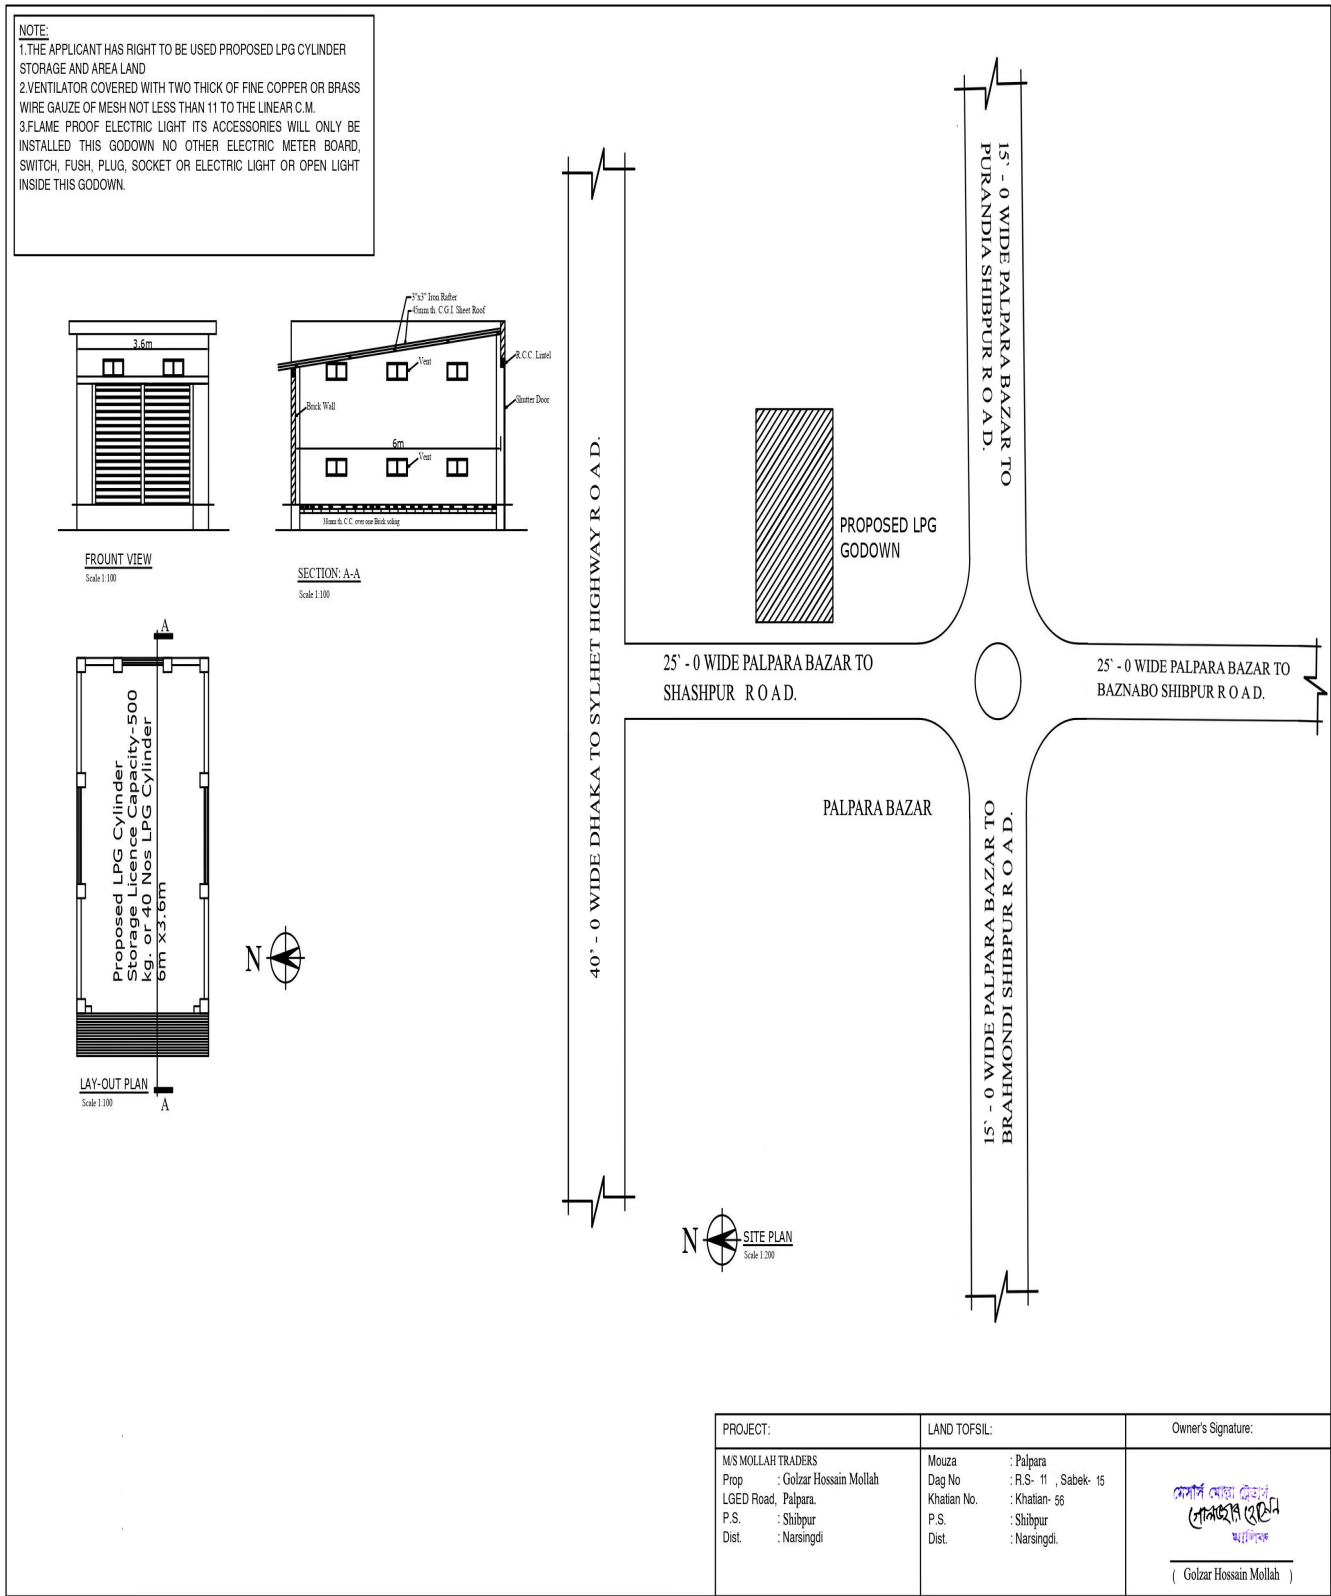 NOTE:
1.THE APPLICANT HAS RIGHT TO BE USED PROPOSED LPG CYLINDER
STORAGE AND AREA LAND
2.VENTILATOR COVERED WITH TWO THICK OF FINE COPPER OR BRASS
WIRE GAUZE OF MESH NOT LESS THAN 11 TO THE LINEAR C.M.
3.FLAME PROOF ELECTRIC LIGHT ITS ACCESSORIES WILL ONLY BE
INSTALLED THIS GODOWN NO OTHER ELECTRIC METER BOARD,
SWITCH, FUSH, PLUG, SOCKET OR ELECTRIC LIGHT OR OPEN LIGHT
INSIDE THIS GODOWN.
3.6m
FROUNT VIEW
Scale 1:100
3"x3" Iron Rafter
45mm th. C.G.I. Sheet Roof
Vent
R.C.C. Lintel
Brick Wall
Shutter Door
6m
Vent
36mm th. C.C. over one Brick soling
SECTION: A-A
Scale 1:100
A
Proposed LPG Cylinder
Storage Licence Capacity-500
kg. or 40 Nos LPG Cylinder
6m x3.6m
N
LAY-OUT PLAN
Scale 1:100
A
40' - 0 WIDE DHAKA TO SYLHET HIGHWAY R O A D.
15` - 0 WIDE PALPARA BAZAR TO
PURANDIA SHIBPUR R O A D.
PROPOSED LPG
GODOWN
25` - 0 WIDE PALPARA BAZAR TO
SHASHPUR R O A D.
25` - 0 WIDE PALPARA BAZAR TO
BAZNABO SHIBPUR R O A D.
PALPARA BAZAR
15` - 0 WIDE PALPARA BAZAR TO
BRAHMONDI SHIBPUR R O A D.
N
SITE PLAN
Scale 1:200
PROJECT:
M/S MOLLAH TRADERS
Prop : Golzar Hossain Mollah
LGED Road, Palpara.
P.S. : Shibpur
Dist. : Narsingdi
LAND TOFSIL:
Mouza : Palpara
Dag No : R.S- 11 , Sabek- 15
Khatian No. : Khatian- 56
P.S. : Shibpur
Dist. : Narsingdi.
Owner's Signature:
মেসার্স মোল্লা ট্রেডার্স
গোলজার হোসেন
মালিক
( Golzar Hossain Mollah )